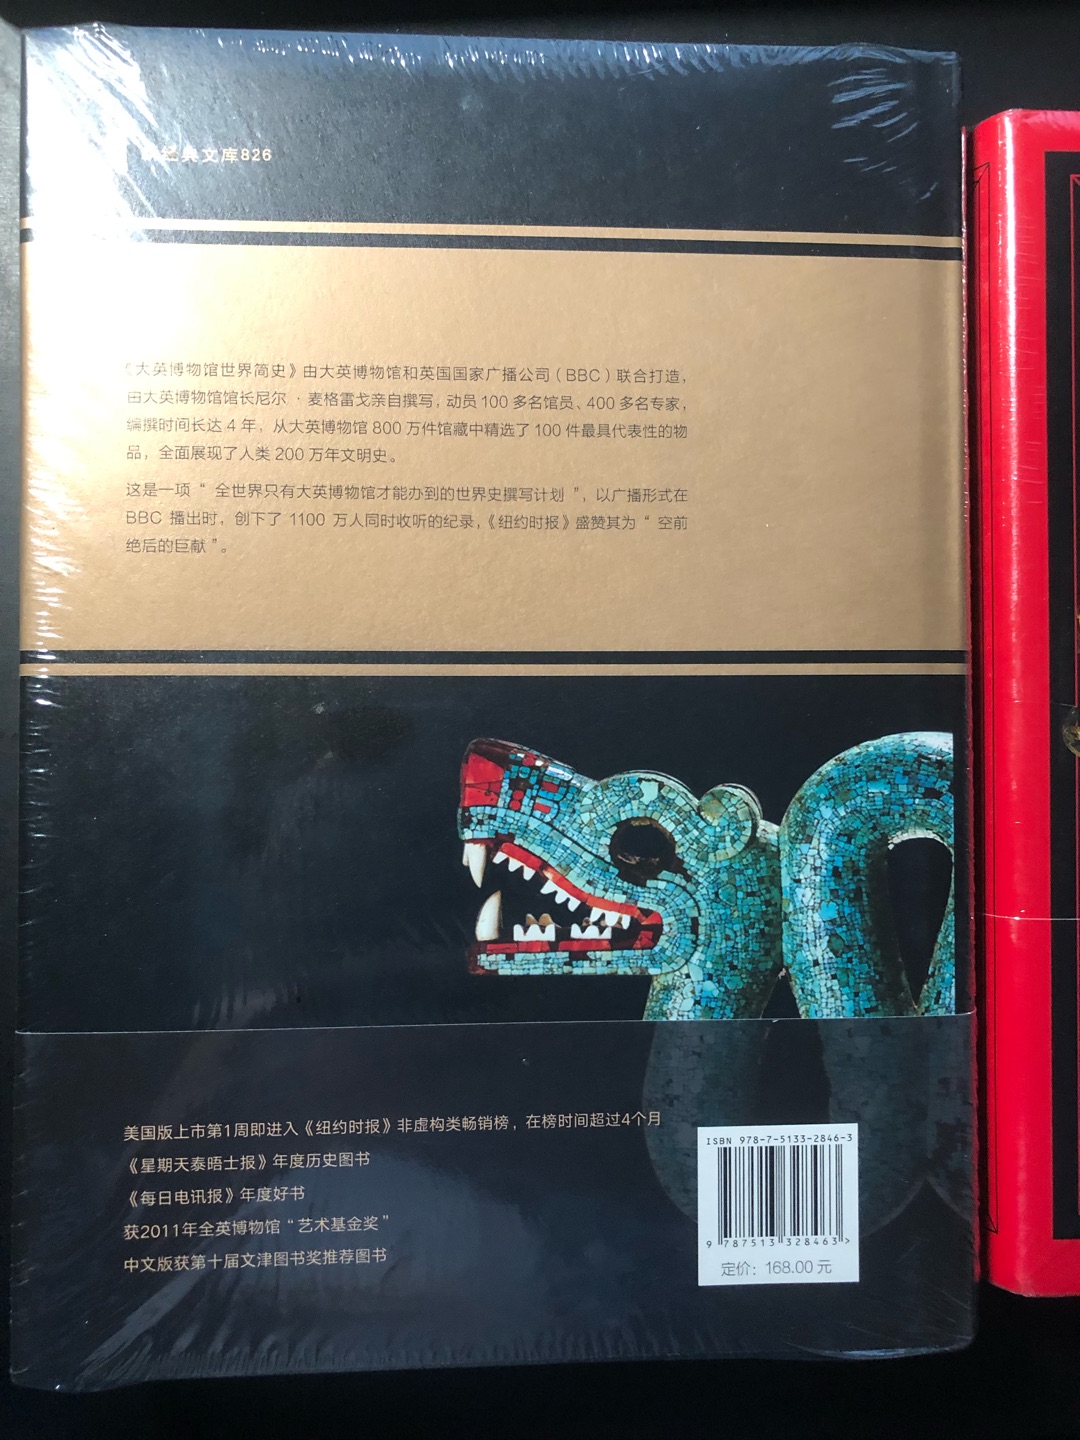 经典文库826
《大英博物馆世界简史》由大英博物馆和英国国家广播公司（BBC）联合打造，
由大英博物馆馆长尼尔·麦格雷戈亲自撰写，动员100多名馆员、400多名专家，
编撰时间长达4年，从大英博物馆800万件馆藏中精选了100件最具代表性的物
品，全面展现了人类200万年文明史。
这是一项“全世界只有大英博物馆才能办到的世界史撰写计划”，以广播形式在
BBC播出时，创下了1100万人同时收听的纪录，《纽约时报》盛赞其为“空前
绝后的巨献”。
美国版上市第1周即进入《纽约时报》非虚构类畅销榜，在榜时间超过4个月
《星期天泰晤士报》年度历史图书
《每日电讯报》年度好书
获2011年全英博物馆“艺术基金奖”
中文版获第十届文津图书奖推荐图书
ISBN 978-7-5133-2846-3
9 787513 328463 >
定价：168.00元